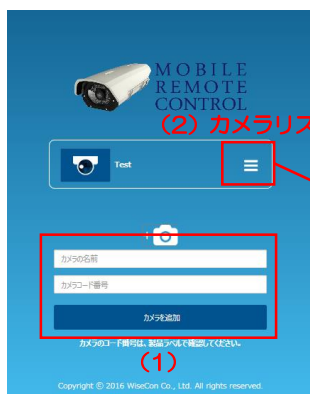 MOBILE
REMOTE
CONTROL
(2) カメラリス
Test
カメラの名前
カメラコード番号
カメラを追加
カメラのコード番号は、製品ラベルで確認してください。
(1)
Copyright © 2016 WiseCon Co., Ltd. All rights reserved.